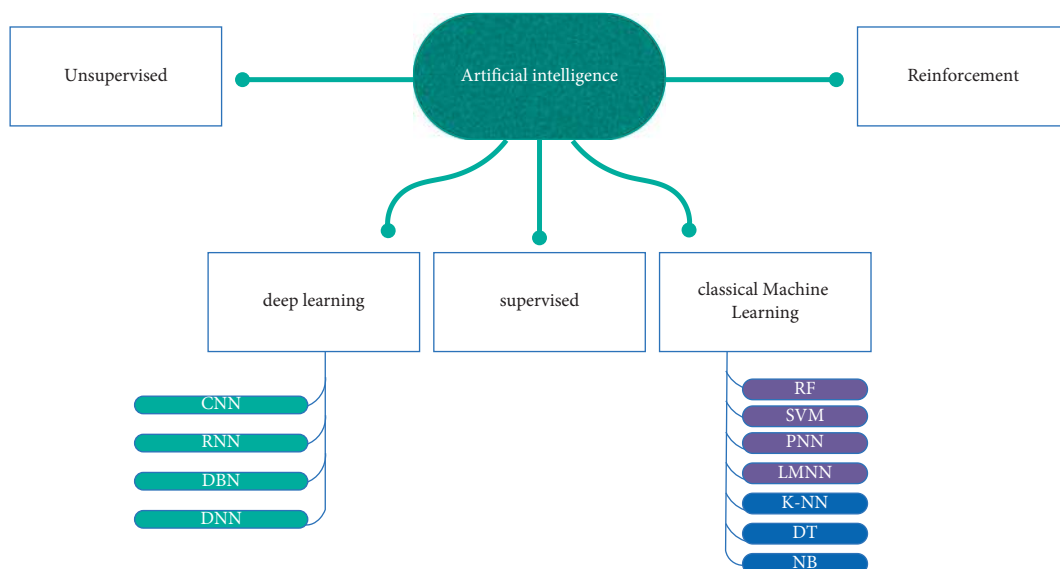 Artificial intelligence
Unsupervised
Reinforcement
deep learning
supervised
classical Machine
Learning
CNN
RNN
DBN
DNN
RF
SVM
PNN
LMNN
K-NN
DT
NB